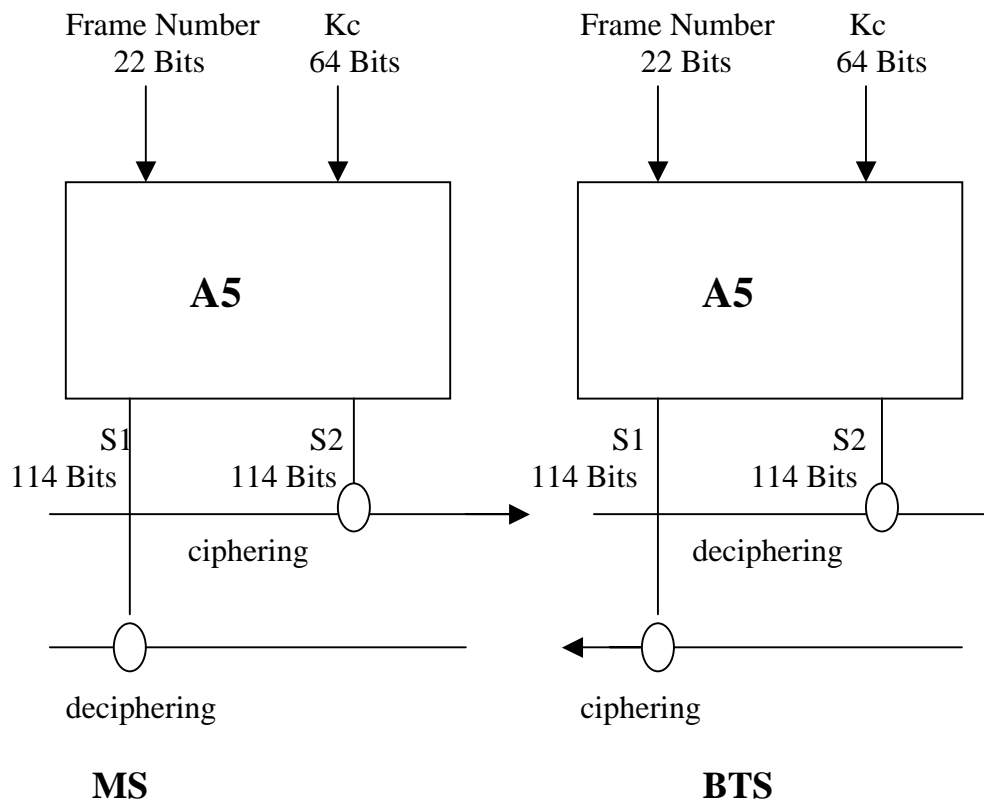 Frame Number
22 Bits
Kc
64 Bits
Frame Number
22 Bits
Kc
64 Bits
A5
A5
S1
114 Bits
S2
114 Bits
S1
114 Bits
S2
114 Bits
ciphering
deciphering
deciphering
ciphering
MS
BTS